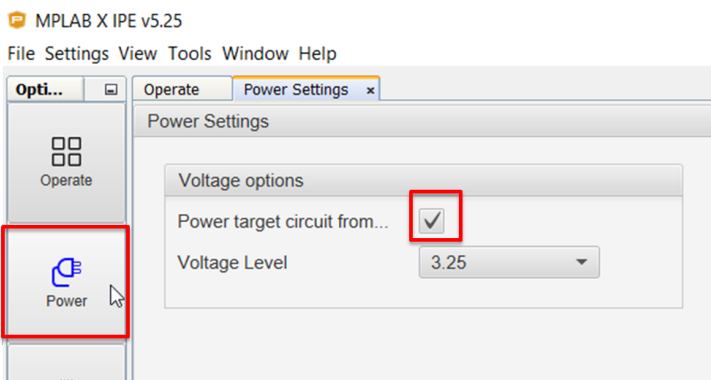 MPLAB X IPE v5.25
File Settings View Tools Window Help
Opti...
Operate
Power Settings
Power Settings
Operate
Voltage options
Power target circuit from...
Voltage Level
3.25
Power